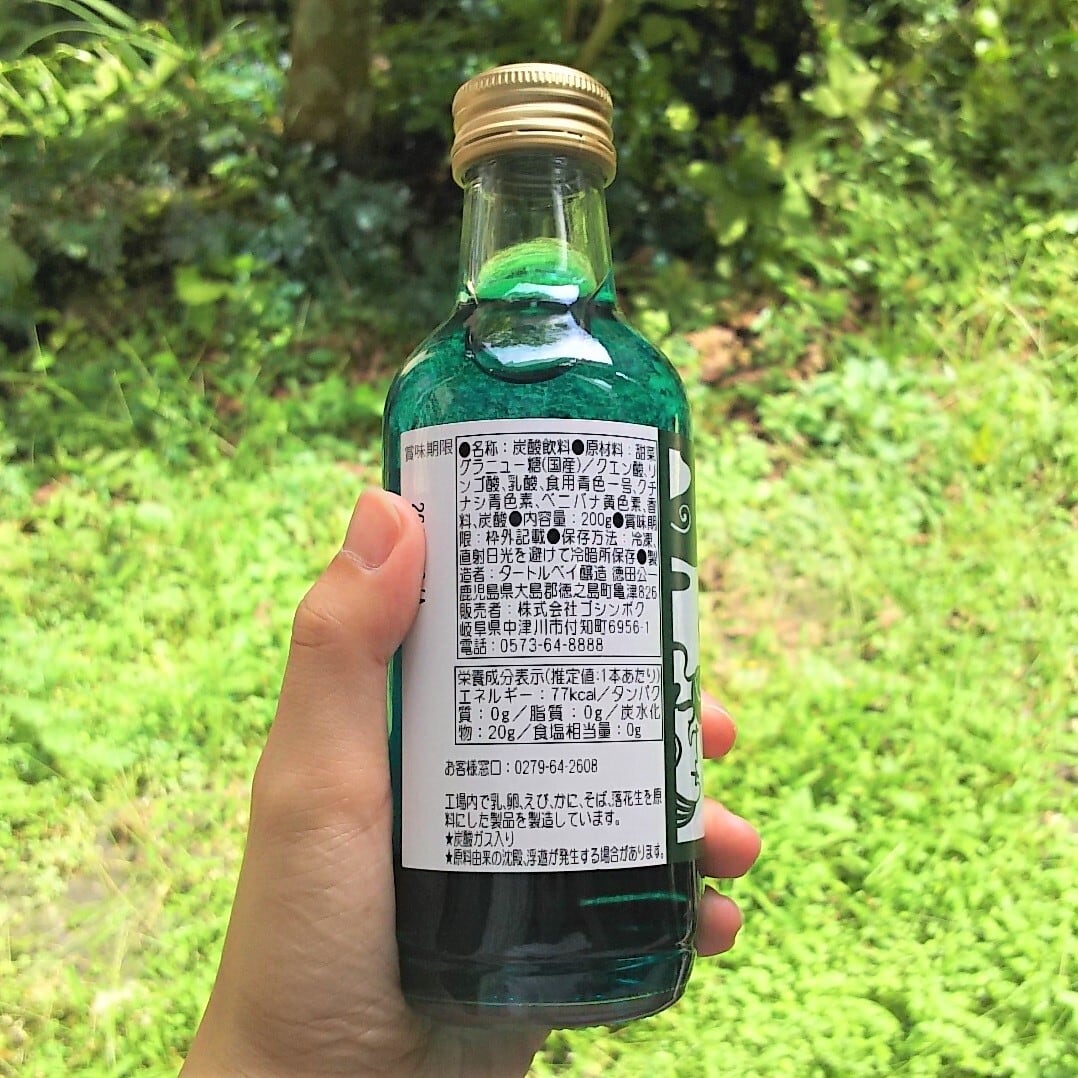 賞味期限
●名称：炭酸飲料●原材料：甜菜
グラニュー糖(国産)／クエン酸、リ
ンゴ酸、乳酸、食用青色一号、クチ
ナシ青色素、ベニバナ黄色素、香
料、炭酸●内容量：200g●賞味期
限：枠外記載●保存方法：冷凍、
直射日光を避けて冷暗所保存●製
造者：タートルベイ醸造 徳田公一
鹿児島県大島郡徳之島町亀津826
販売者：株式会社ゴシンボク
岐阜県中津川市付知町6956-1
電話：0573-64-8888
栄養成分表示(推定値:1本あたり)
エネルギー：77kcal／タンパク
質：0g／脂質：0g／炭水化
物：20g／食塩相当量：0g
お客様窓口：0279-64-2608
工場内で乳、卵、えび、かに、そば、落花生を原
料にした製品を製造しています。
★炭酸ガス入り
★原料由来の沈殿、浮遊が発生する場合があります。